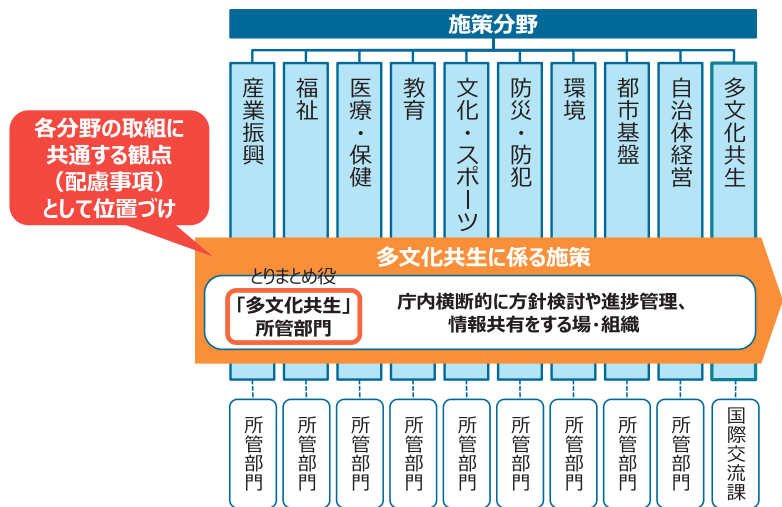 施策分野
産業振興
福祉
医療・保健
教育
文化・スポーツ
防災・防犯
環境
都市基盤
自治体経営
多文化共生
各分野の取組に
共通する観点
（配慮事項）
として位置づけ
多文化共生に係る施策
とりまとめ役
「多文化共生」
所管部門
庁内横断的に方針検討や進捗管理、
情報共有をする場・組織
所管部門
所管部門
所管部門
所管部門
所管部門
所管部門
所管部門
所管部門
所管部門
国際交流課